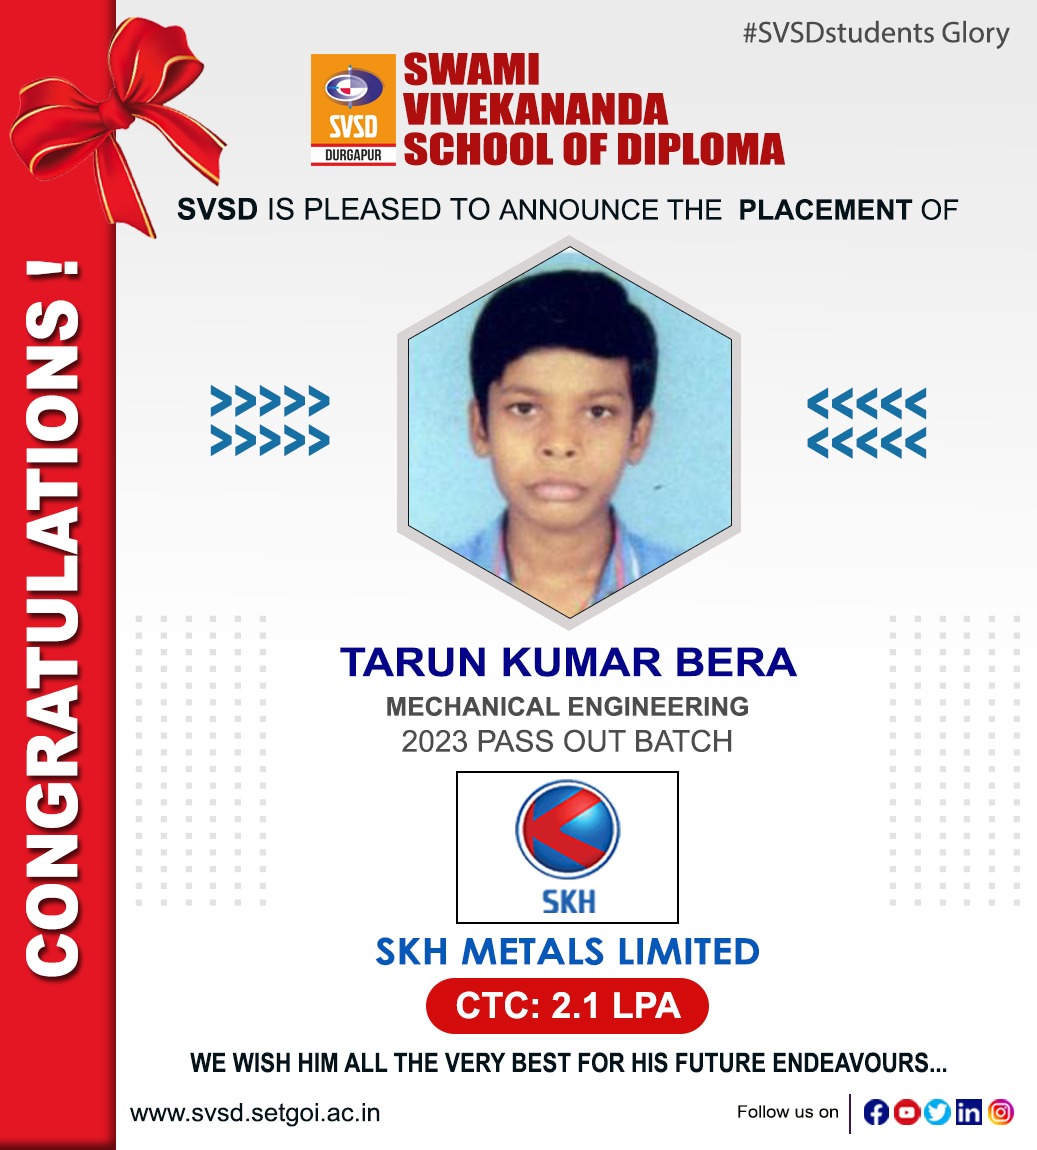 #SVSDstudents Glory
SVSD
DURGAPUR
SWAMI
VIVEKANANDA
SCHOOL OF DIPLOMA
SVSD IS PLEASED TO ANNOUNCE THE PLACEMENT OF
CONGRATULATIONS !
>>>>> <<<<<
>>>>> <<<<<
TARUN KUMAR BERA
MECHANICAL ENGINEERING
2023 PASS OUT BATCH
SKH
SKH METALS LIMITED
CTC: 2.1 LPA
WE WISH HIM ALL THE VERY BEST FOR HIS FUTURE ENDEAVOURS...
www.svsd.setgoi.ac.in
Follow us on